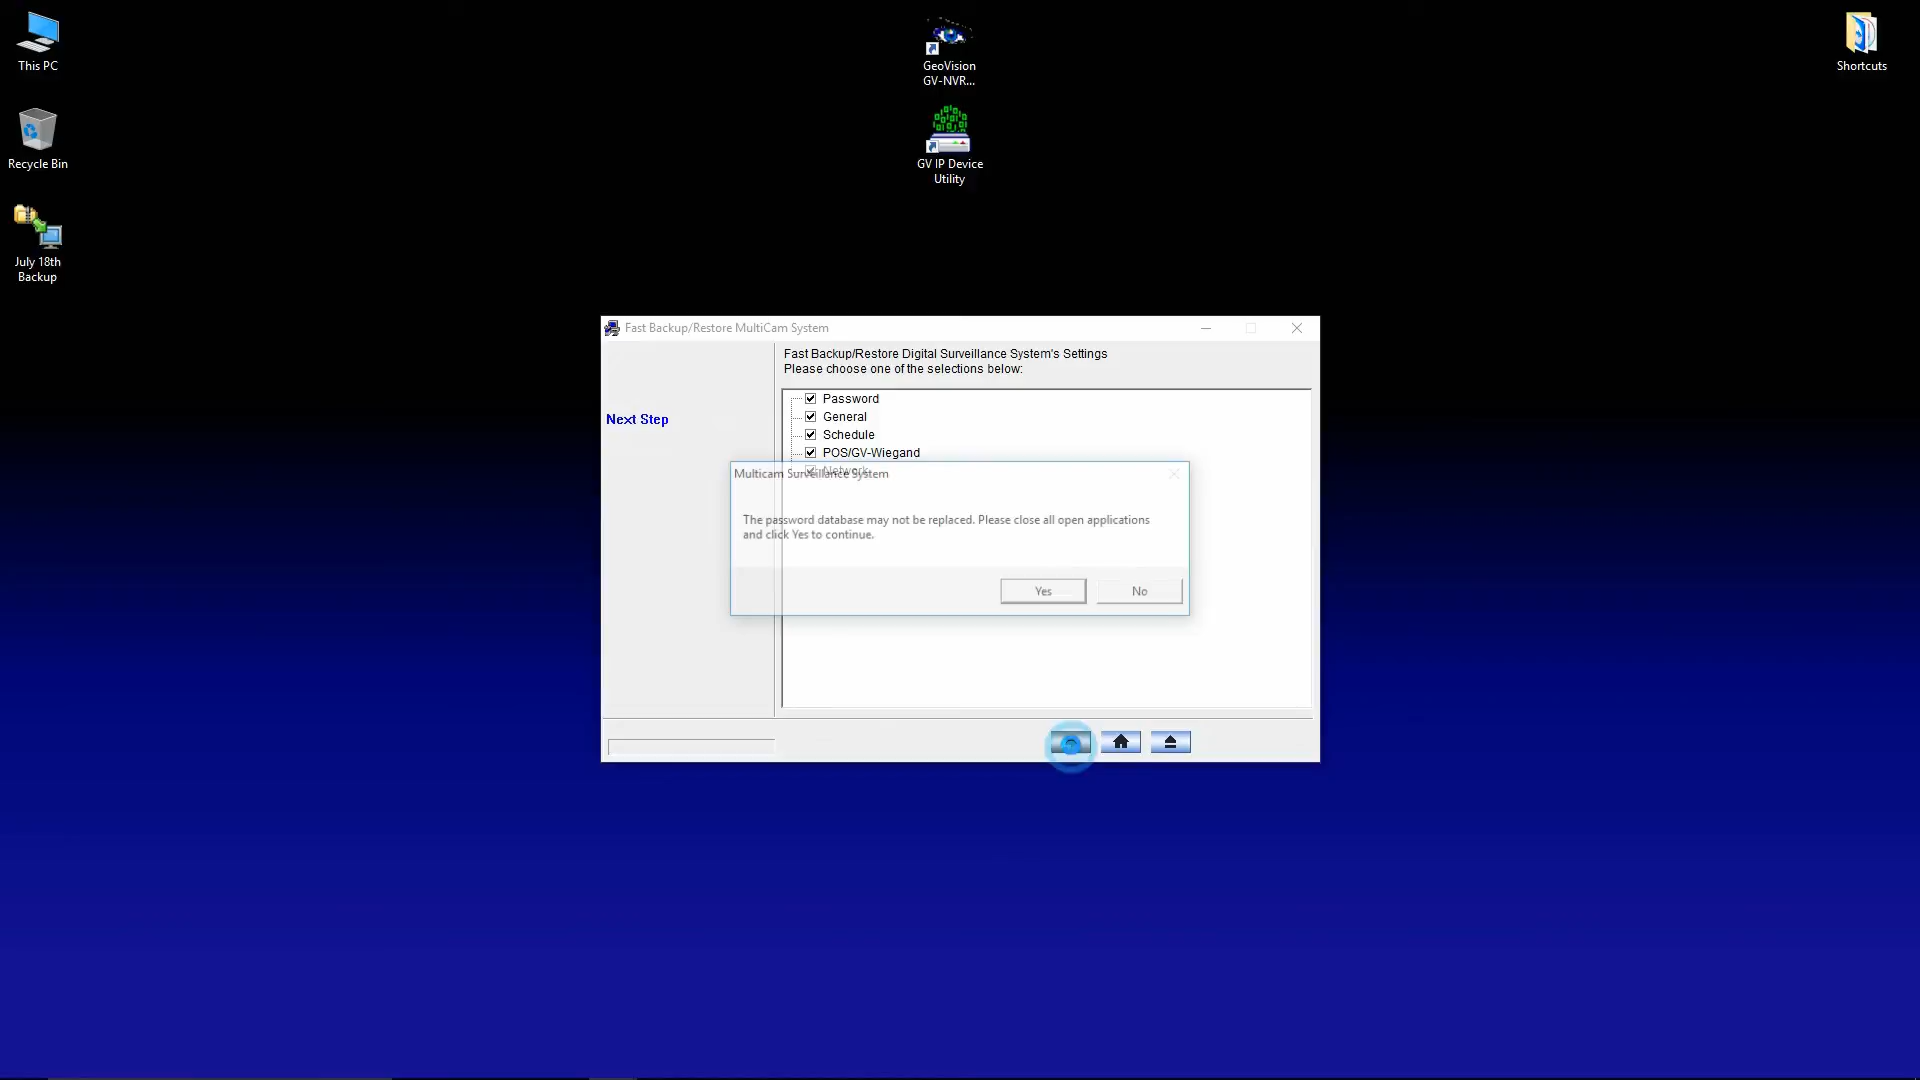 This PC
Recycle Bin
July 18th
Backup
GeoVision
GV-NVR...
GV IP Device
Utility
Shortcuts
Fast Backup/Restore MultiCam System
Fast Backup/Restore Digital Surveillance System's Settings
Please choose one of the selections below:
Next Step
Password
General
Schedule
POS/GV-Wiegand
Network
Multicam Surveillance System
The password database may not be replaced. Please close all open applications
and click Yes to continue.
Yes
No